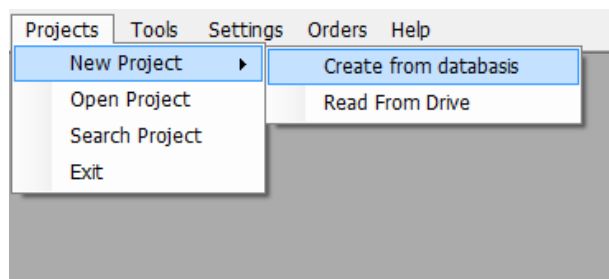 Projects Tools Settings Orders Help
New Project Create from databasis
Open Project Read From Drive
Search Project
Exit